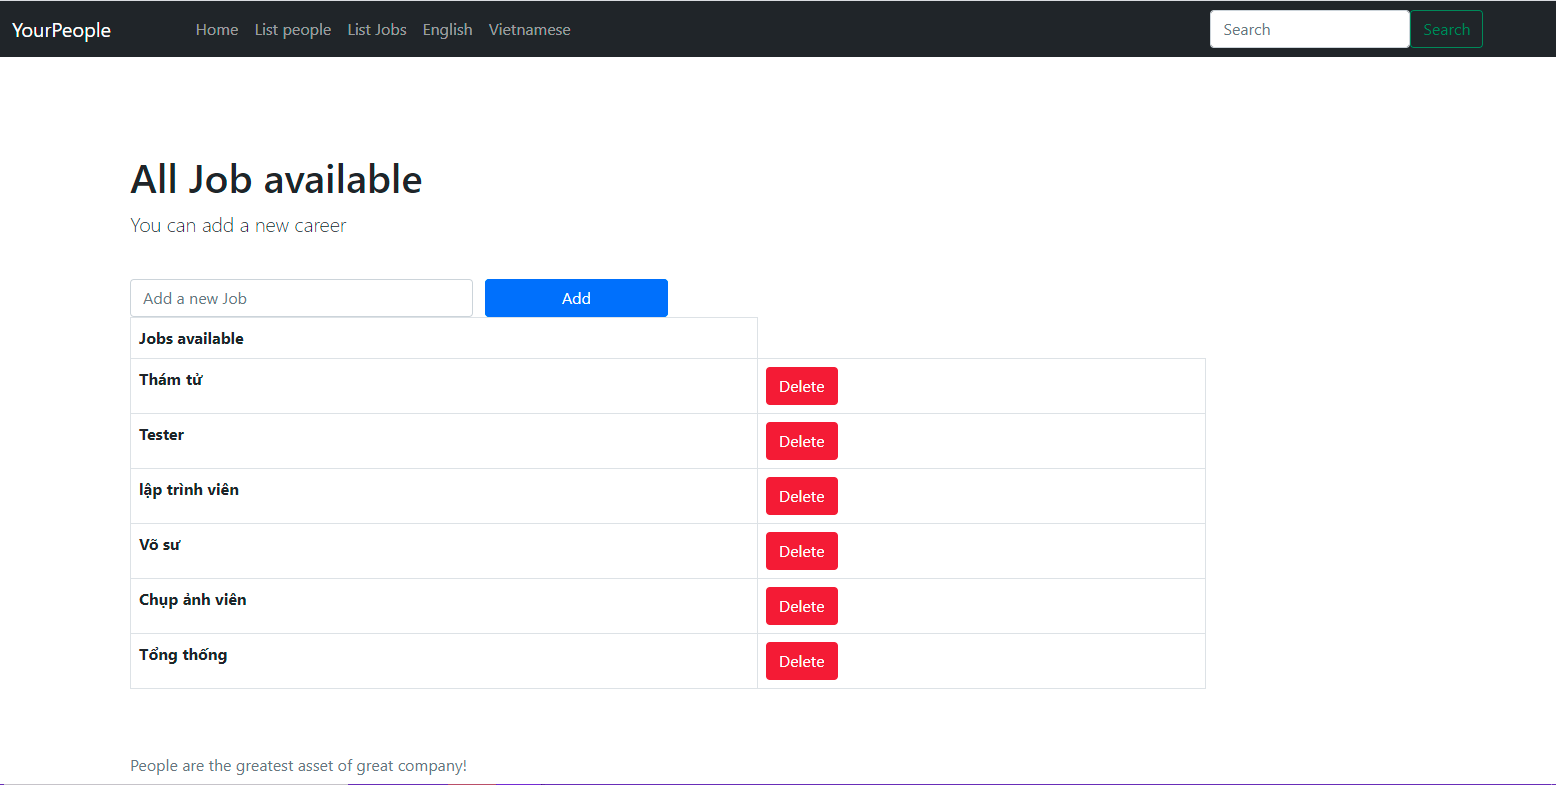 YourPeople Home List people List Jobs English Vietnamese Search Search
All Job available
You can add a new career
Add a new Job Add
Jobs available
Thám tử Delete
Tester Delete
lập trình viên Delete
Võ sư Delete
Chụp ảnh viên Delete
Tổng thống Delete
People are the greatest asset of great company!